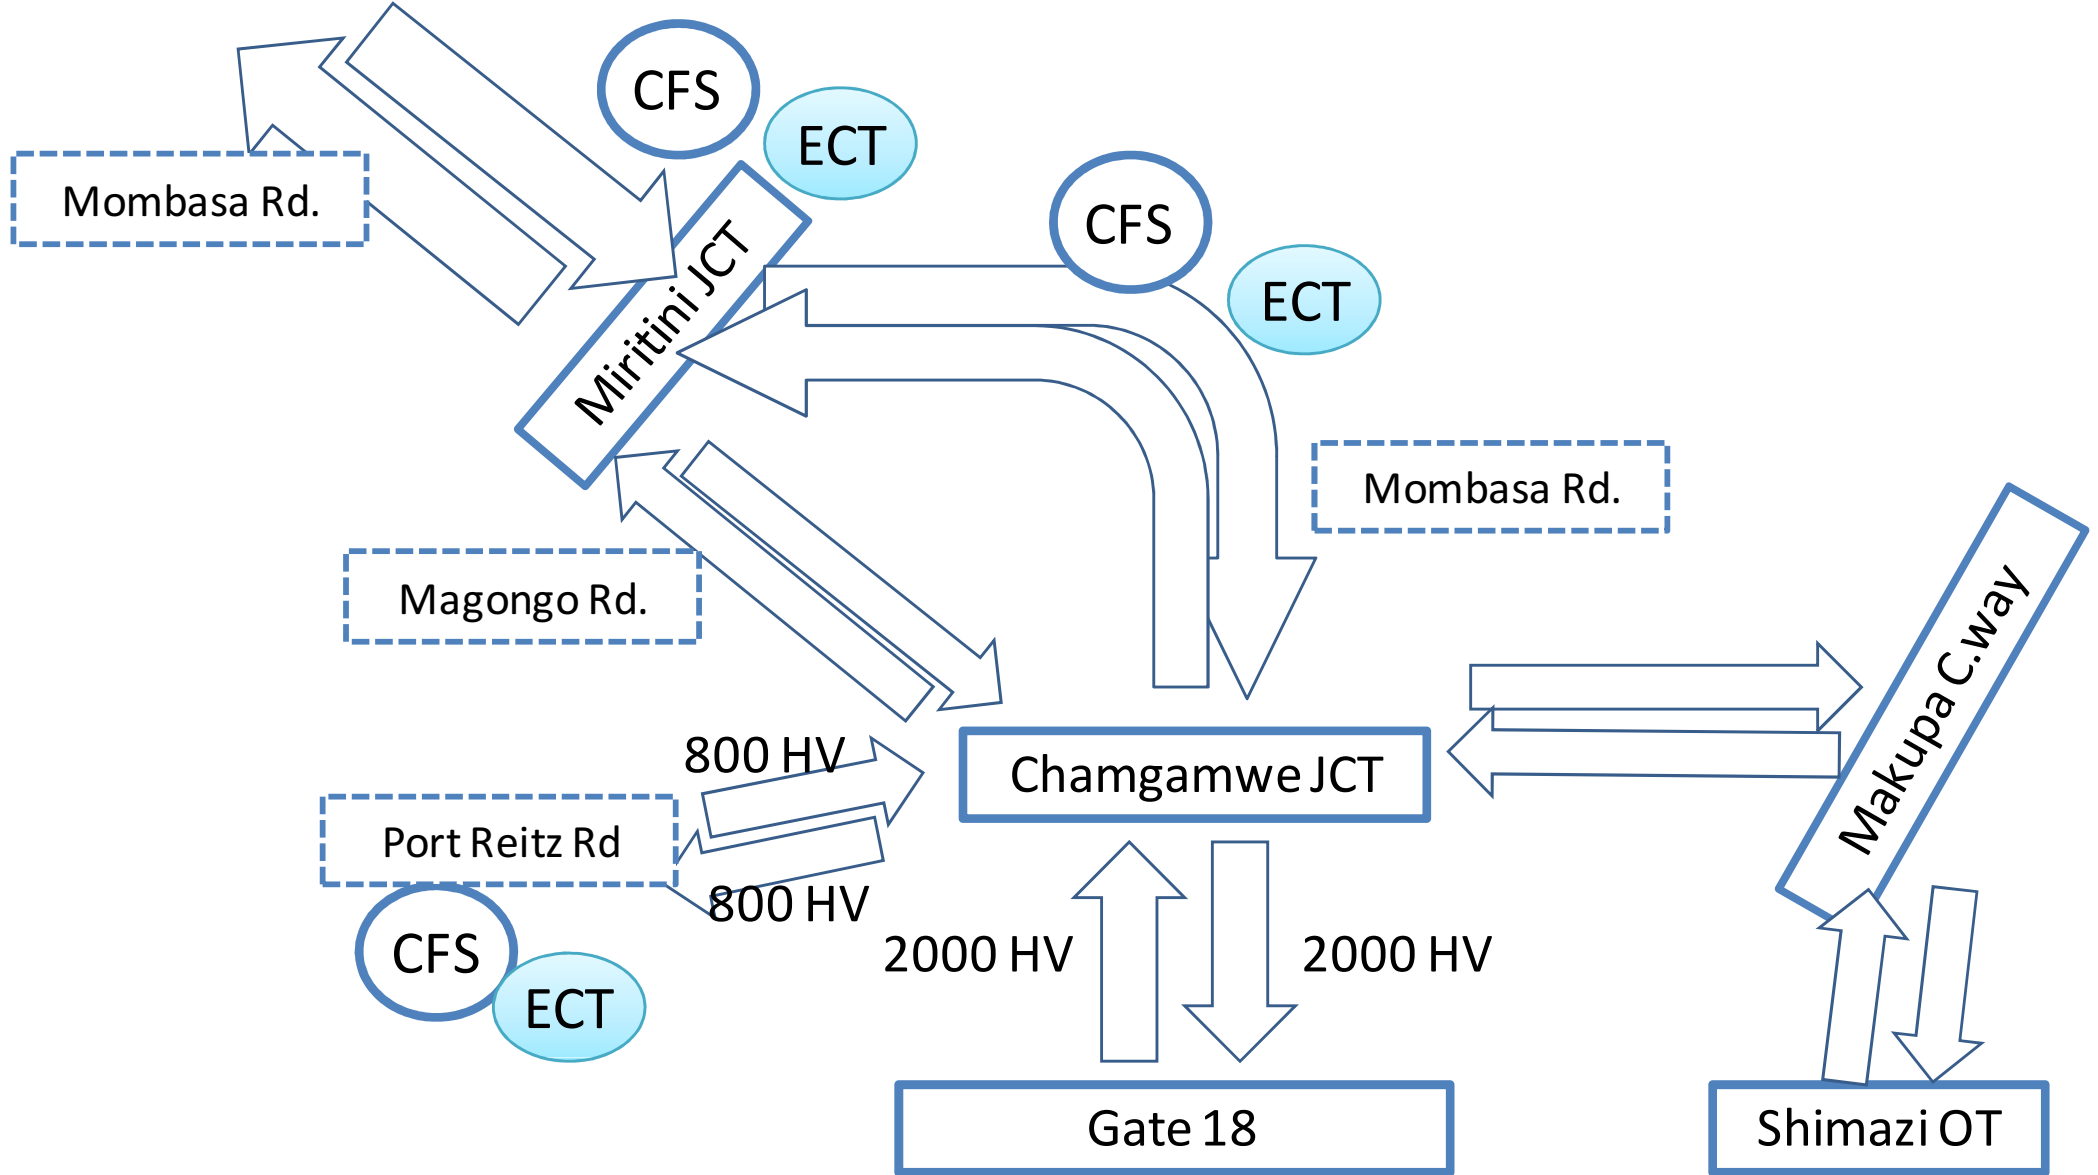 CFS
ECT
Mombasa Rd.
CFS
Miritini JCT
ECT
Mombasa Rd.
Magongo Rd.
Makupa C.way
800 HV
Chamgamwe JCT
Port Reitz Rd
800 HV
CFS
2000 HV
2000 HV
ECT
Gate 18
Shimazi OT